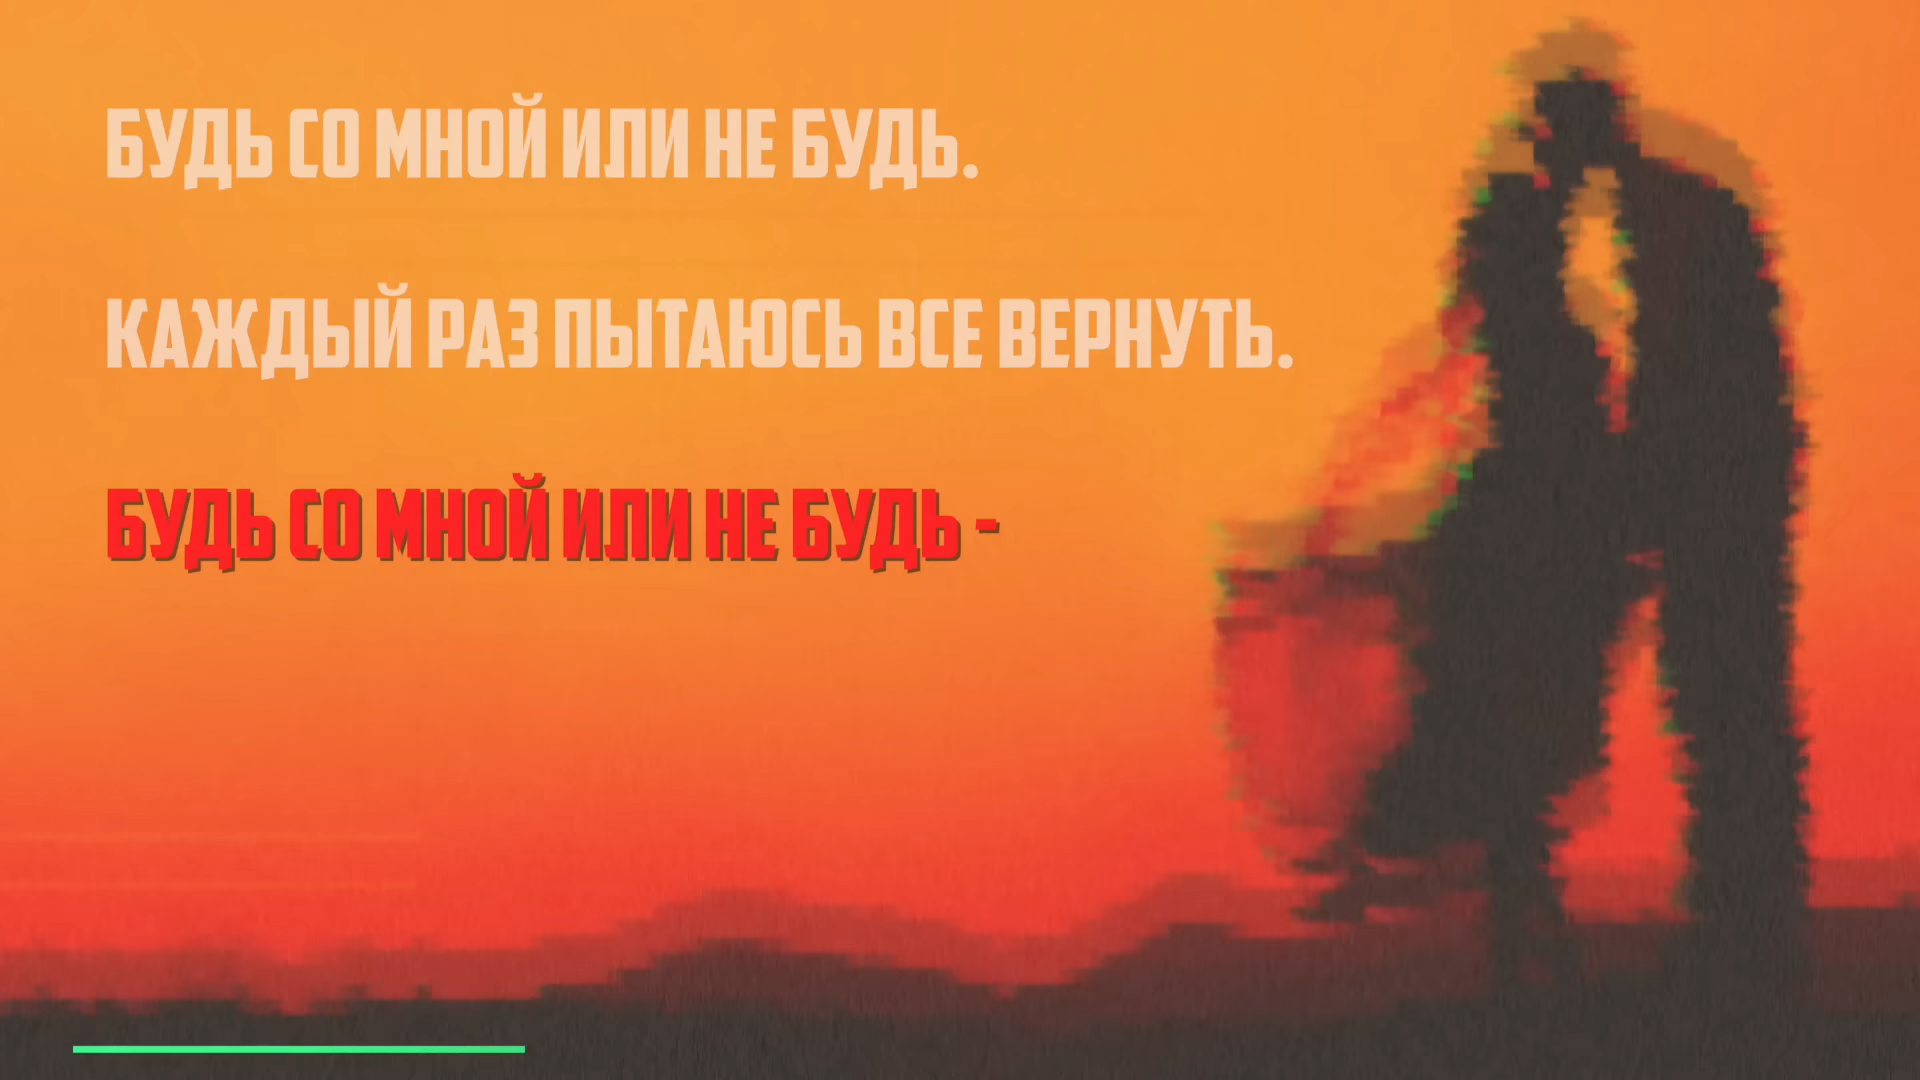 БУДЬ СО МНОЙ ИЛИ НЕ БУДЬ.
КАЖДЫЙ РАЗ ПЫТАЮСЬ ВСЕ ВЕРНУТЬ.
БУДЬ СО МНОЙ ИЛИ НЕ БУДЬ -